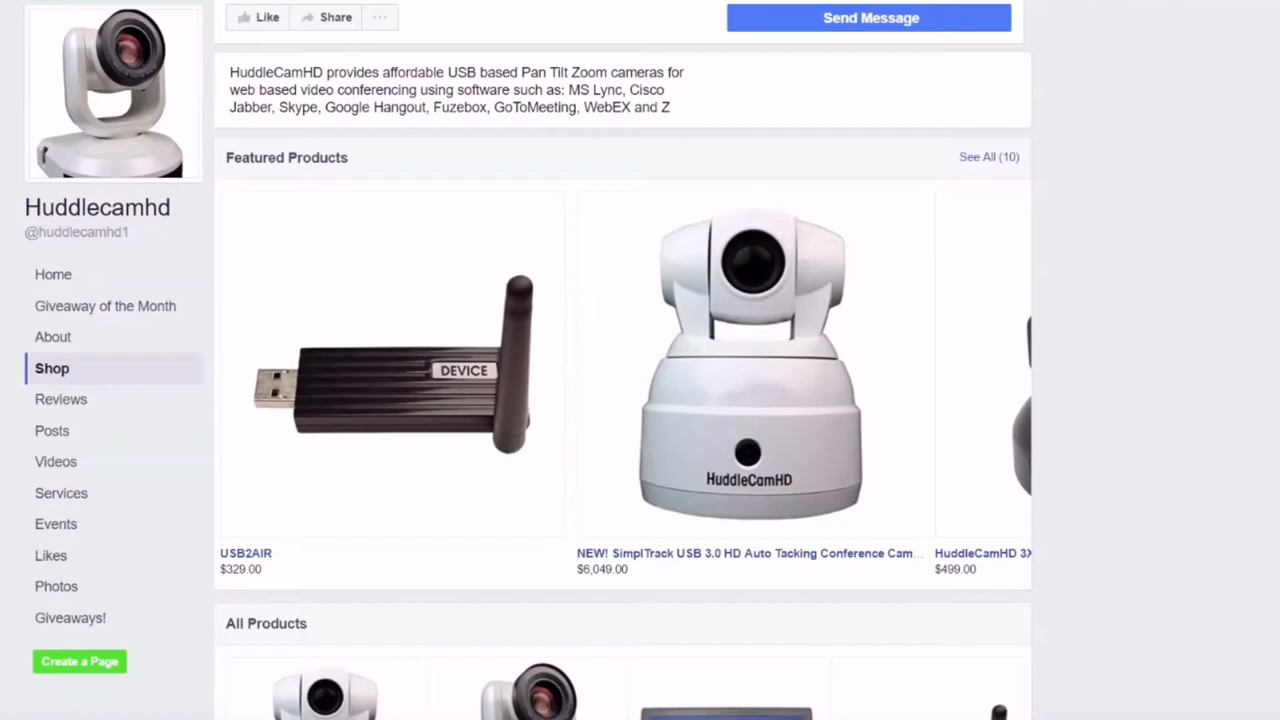 Like
Share
Send Message
HuddleCamHD provides affordable USB based Pan Tilt Zoom cameras for
web based video conferencing using software such as: MS Lync, Cisco
Jabber, Skype, Google Hangout, Fuzebox, GoToMeeting, WebEX and Z
Featured Products
See All (10)
Huddlecamhd
@huddlecamhd1
Home
Giveaway of the Month
About
Shop
Reviews
Posts
Videos
Services
Events
Likes
Photos
Giveaways!
Create a Page
DEVICE
HuddleCamHD
USB2AIR
$329.00
NEW! SimplTrack USB 3.0 HD Auto Tacking Conference Cam...
$6,049.00
HuddleCamHD 3X
$499.00
All Products